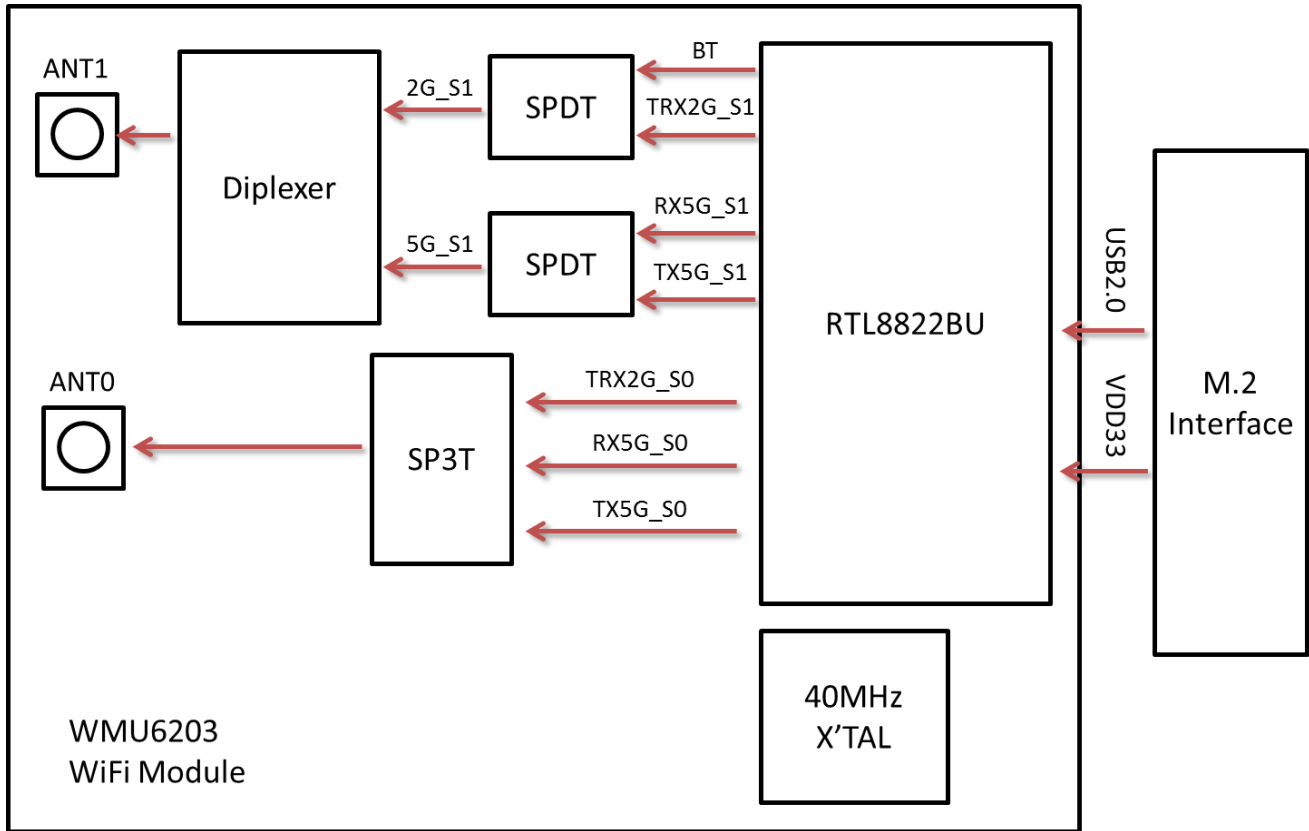 ANT1
Diplexer
2G_S1
5G_S1
SPDT
SPDT
BT
TRX2G_S1
RX5G_S1
TX5G_S1
RTL8822BU
USB2.0
VDD33
M.2
Interface
ANT0
SP3T
TRX2G_S0
RX5G_S0
TX5G_S0
40MHz
X’TAL
WMU6203
WiFi Module